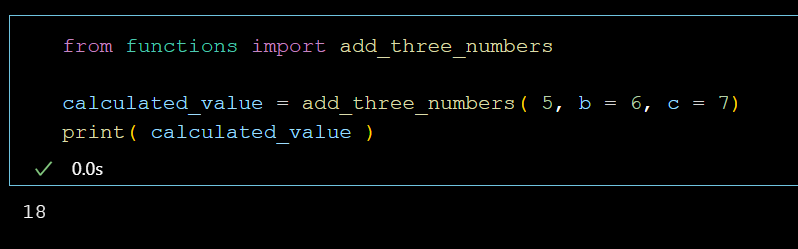 from functions import add_three_numbers
calculated_value = add_three_numbers( 5, b = 6, c = 7)
print( calculated_value )
0.0s
18